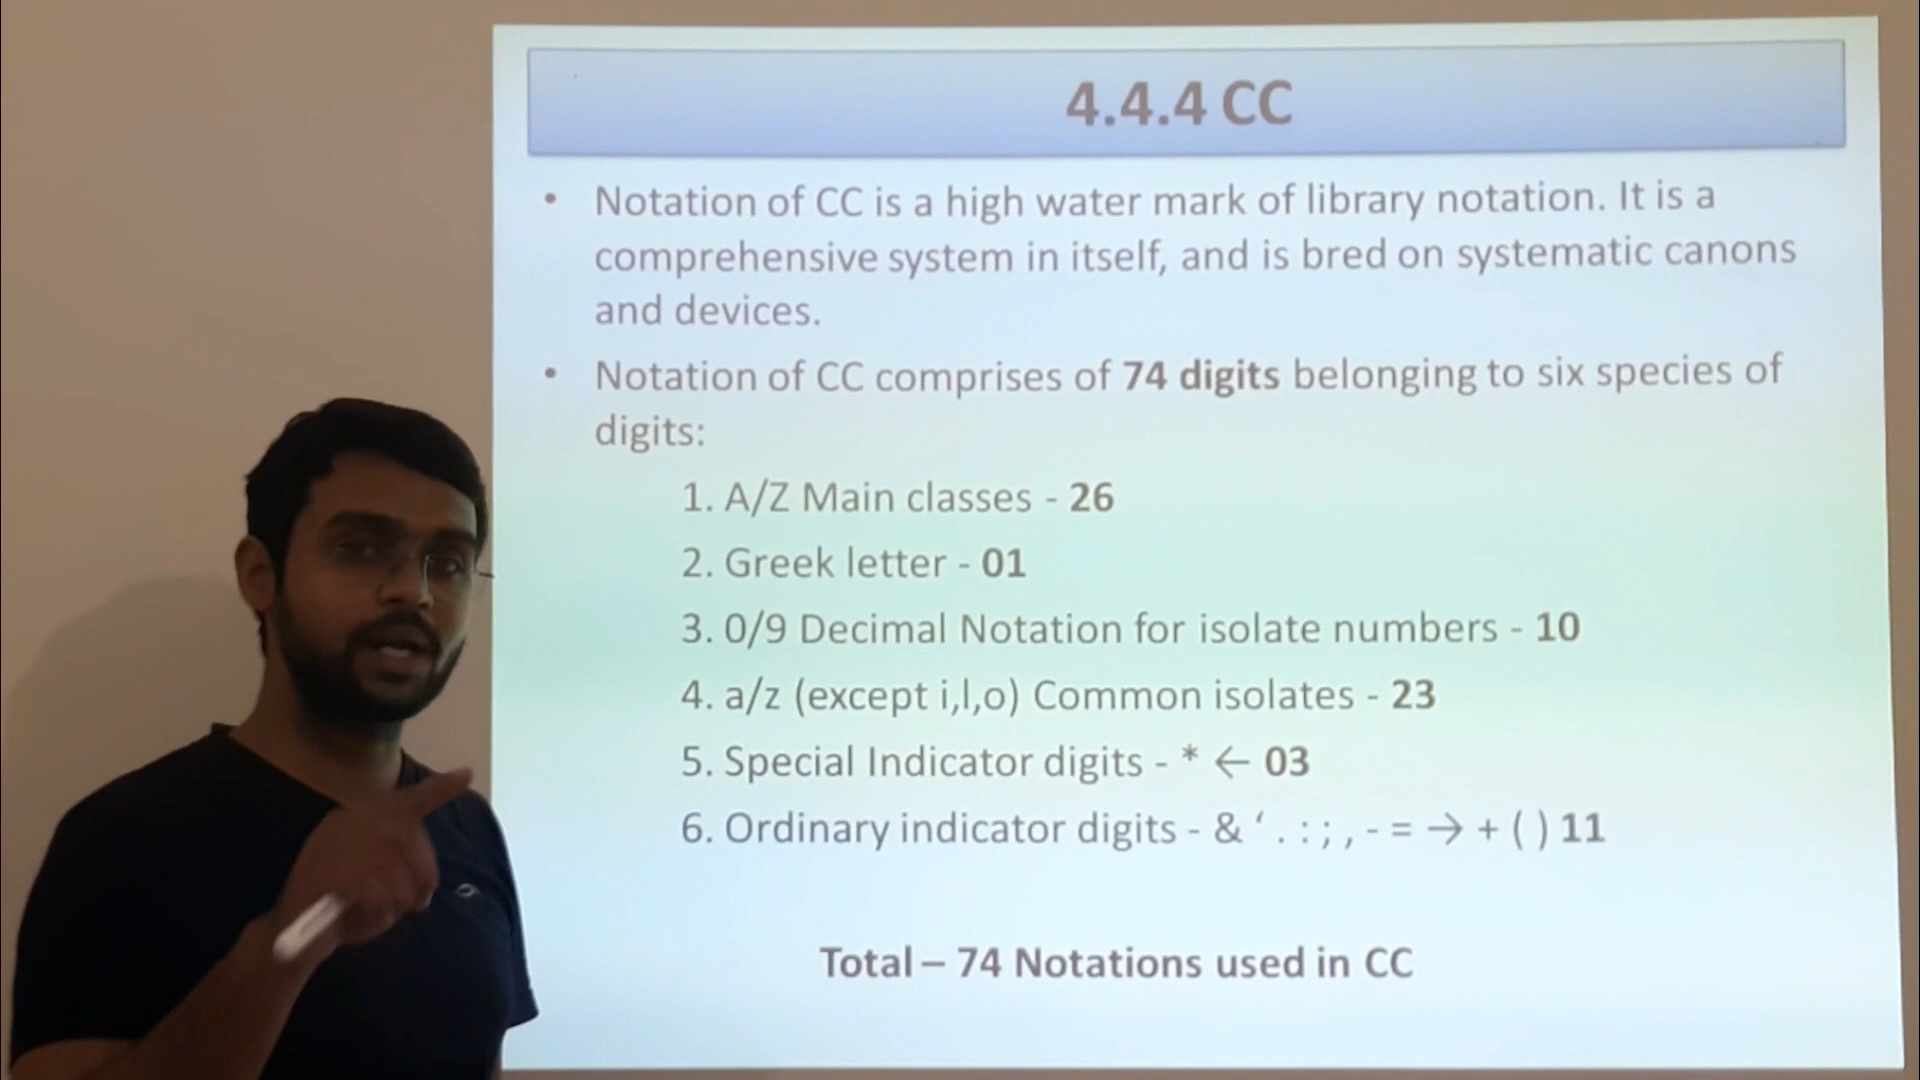 4.4.4 CC
• Notation of CC is a high water mark of library notation. It is a
comprehensive system in itself, and is bred on systematic canons
and devices.
• Notation of CC comprises of 74 digits belonging to six species of
digits:
1. A/Z Main classes - 26
2. Greek letter - 01
3. 0/9 Decimal Notation for isolate numbers - 10
4. a/z (except i,l,o) Common isolates - 23
5. Special Indicator digits - * ← 03
6. Ordinary indicator digits - & ‘ . : ; , - = → + ( ) 11
Total – 74 Notations used in CC